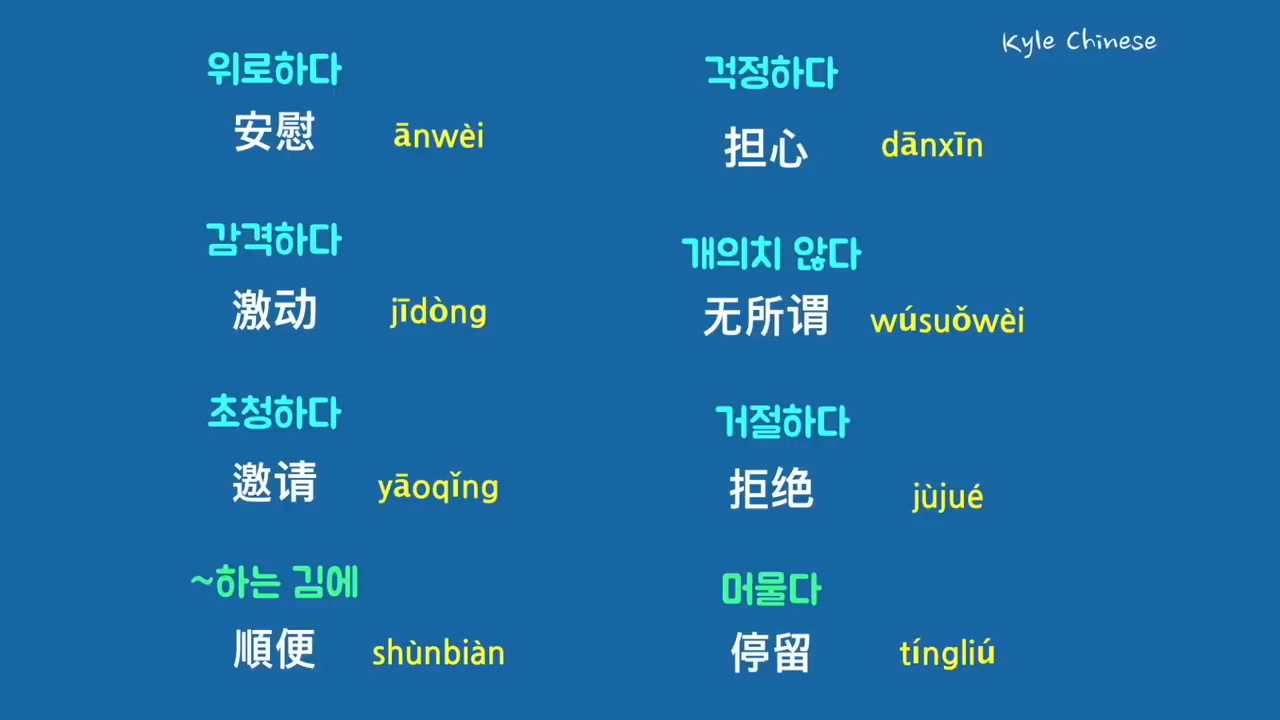 Kyle Chinese
위로하다
安慰 ānwèi
감격하다
激动 jīdòng
초청하다
邀请 yāoqǐng
~하는 김에
順便 shùnbiàn
걱정하다
担心 dānxīn
개의치 않다
无所谓 wúsuǒwèi
거절하다
拒绝 jùjué
머물다
停留 tíngliú